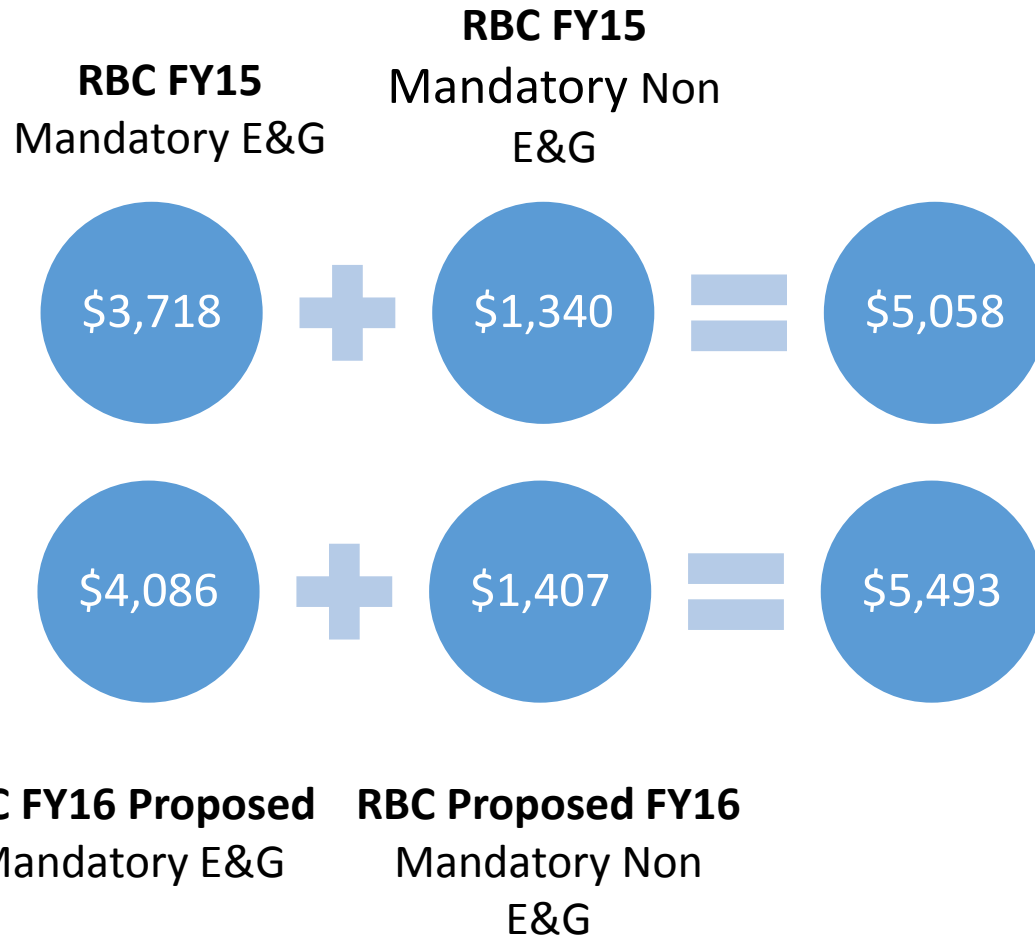 RBC FY15
Mandatory E&G
RBC FY15
Mandatory Non
E&G
$3,718
$1,340
$5,058
$4,086
$1,407
$5,493
C FY16 Proposed
Mandatory E&G
RBC Proposed FY16
Mandatory Non
E&G